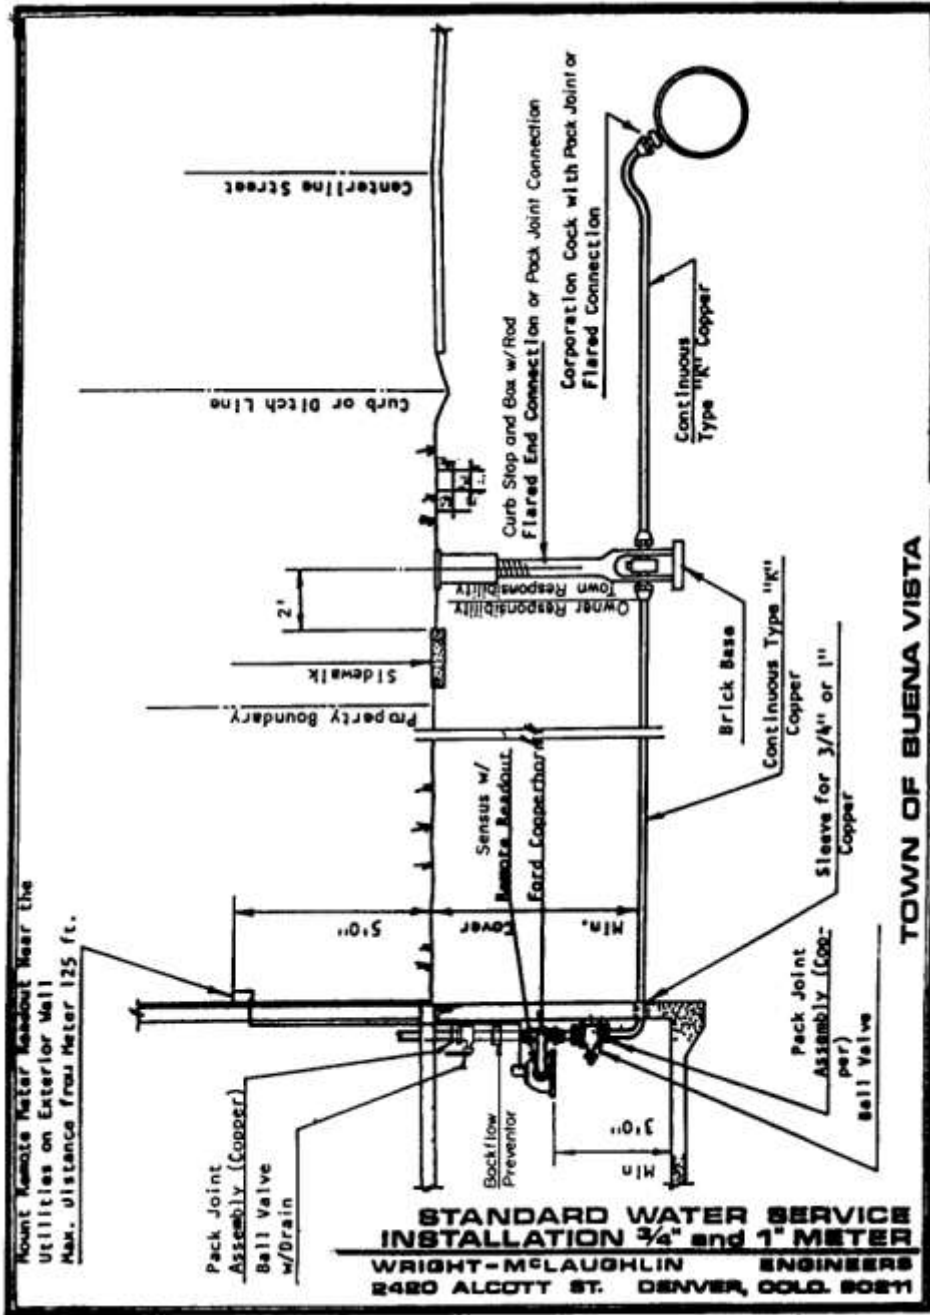 Mount Remote Meter Readout Near the
Utilities on Exterior Wall
Max. Distance from Meter 125 ft.
Centerline Street
Curb or Ditch Line
2'
Sidewalk
Property Boundary
Curb Stop and Box w/Rod
Flared End Connection or Pack Joint Connection
Corporation Cock with Pack Joint or
Flared Connection
Town Responsibility
Owner Responsibility
Continuous
Type "K" Copper
Sensus w/
Remote Readout
Ford Copperhorn
5'0"
Min.
Cover
Brick Base
Continuous Type "K"
Copper
Sleeve for 3/4" or 1"
Copper
Pack Joint
Assembly (Copper)
Ball Valve
w/Drain
Backflow
Preventor
3'0"
Min
Pack Joint
Assembly (Cop-
per)
Ball Valve
TOWN OF BUENA VISTA
STANDARD WATER SERVICE
INSTALLATION 3/4" and 1" METER
WRIGHT-McLAUGHLIN ENGINEERS
2420 ALCOTT ST. DENVER, COLO. 80211